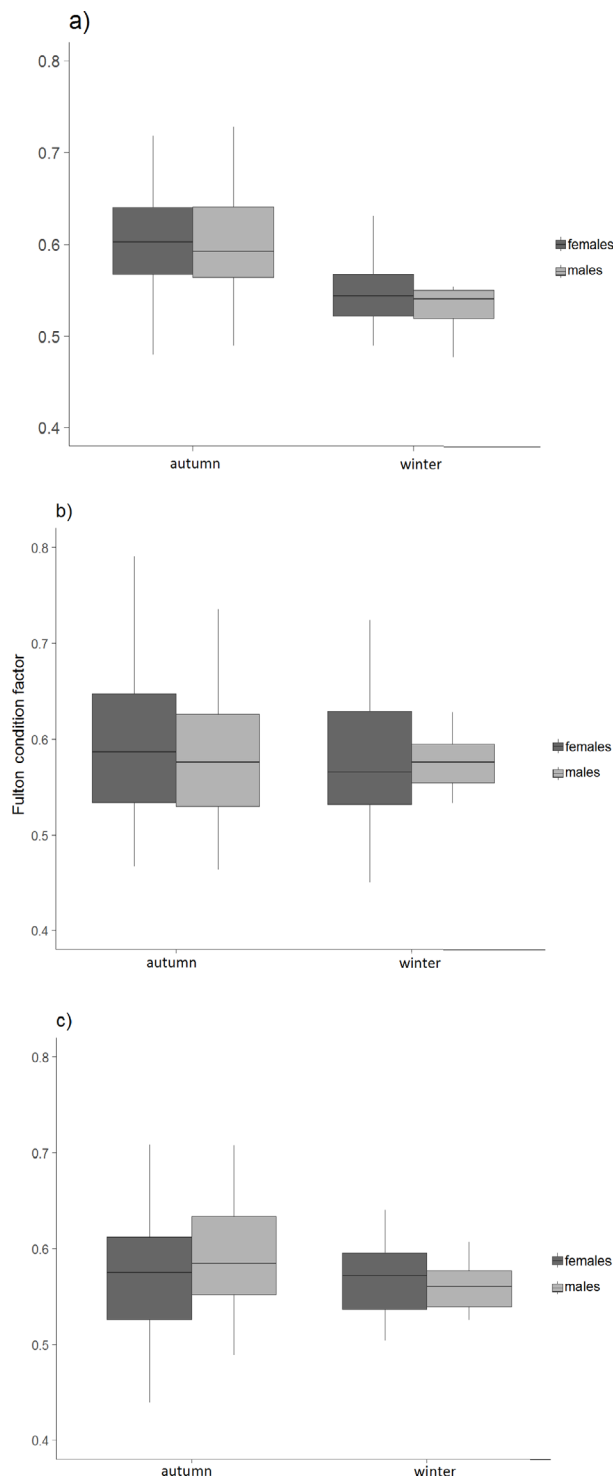 a)
0.8
0.7
0.6
0.5
0.4
females
males
autumn winter
b)
Fulton condition factor
0.8
0.7
0.6
0.5
0.4
females
males
autumn winter
c)
0.8
0.7
0.6
0.5
0.4
females
males
autumn winter